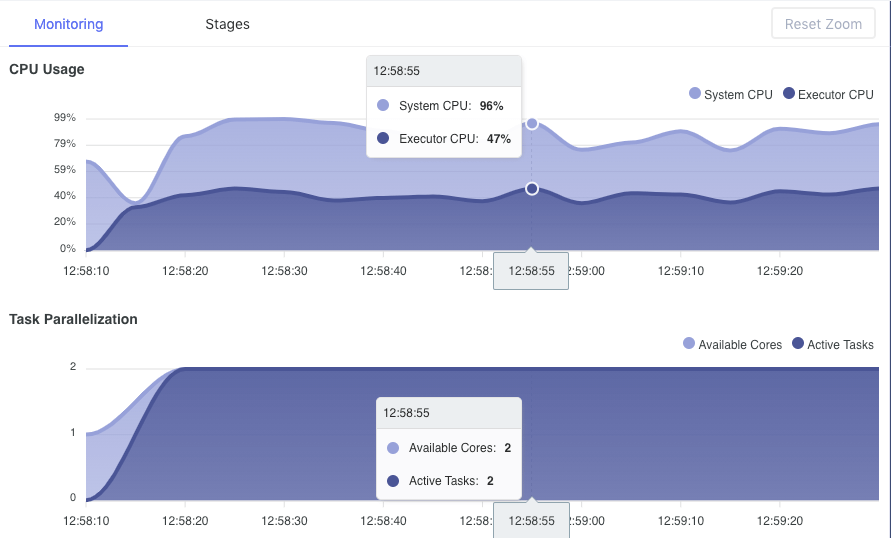 Monitoring Stages Reset Zoom
CPU Usage
12:58:55
System CPU: 96%
Executor CPU: 47%
System CPU Executor CPU
99%
79%
59%
40%
20%
0%
12:58:10 12:58:20 12:58:30 12:58:40 12:58: 12:58:55 2:59:00 12:59:10 12:59:20
Task Parallelization
Available Cores Active Tasks
2
1
0
12:58:55
Available Cores: 2
Active Tasks: 2
12:58:10 12:58:20 12:58:30 12:58:40 12:58: 12:58:55 2:59:00 12:59:10 12:59:20